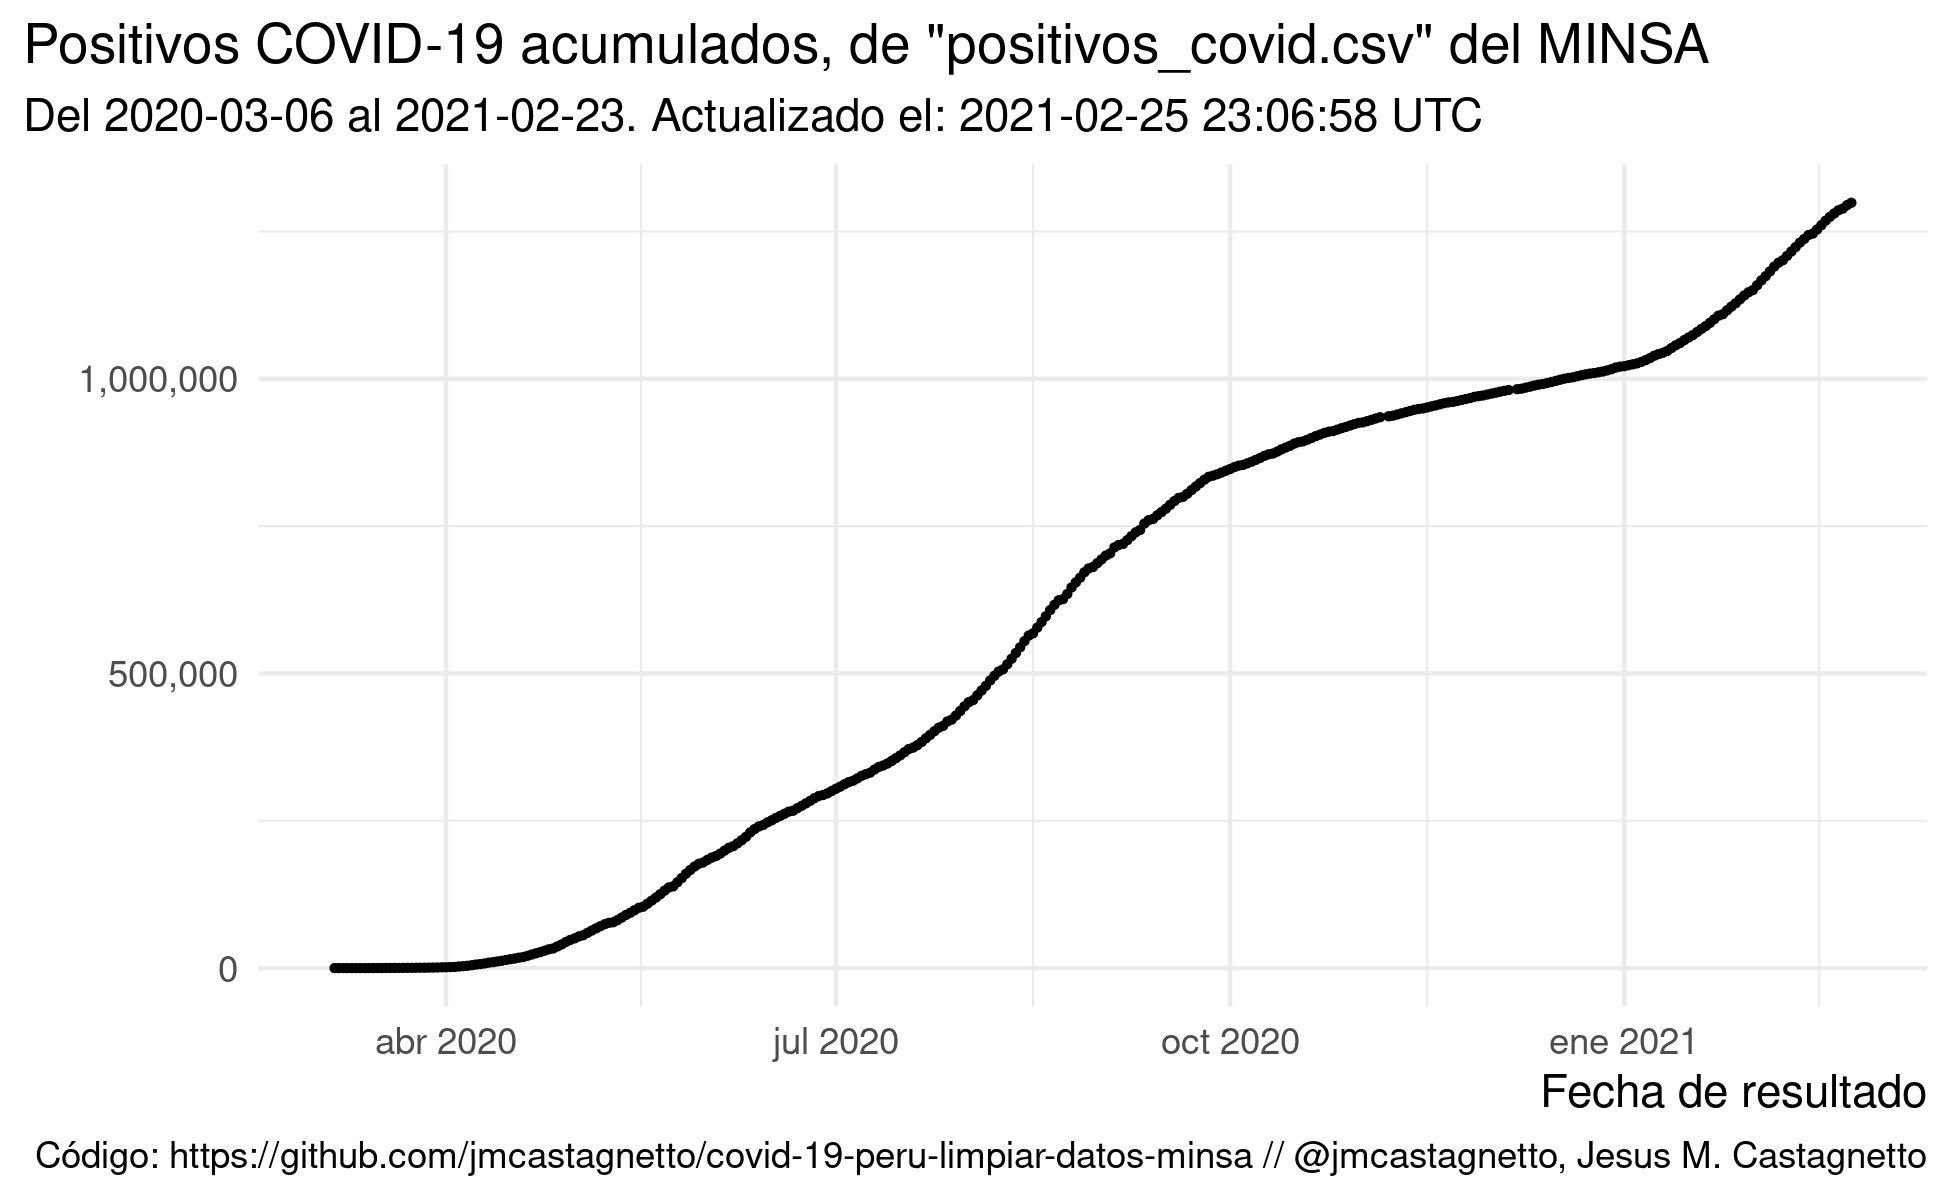 Positivos COVID-19 acumulados, de "positivos_covid.csv" del MINSA
Del 2020-03-06 al 2021-02-23. Actualizado el: 2021-02-25 23:06:58 UTC
1,000,000
500,000
0
abr 2020 jul 2020 oct 2020 ene 2021
Fecha de resultado
Código: https://github.com/jmcastagnetto/covid-19-peru-limpiar-datos-minsa // @jmcastagnetto, Jesus M. Castagnetto